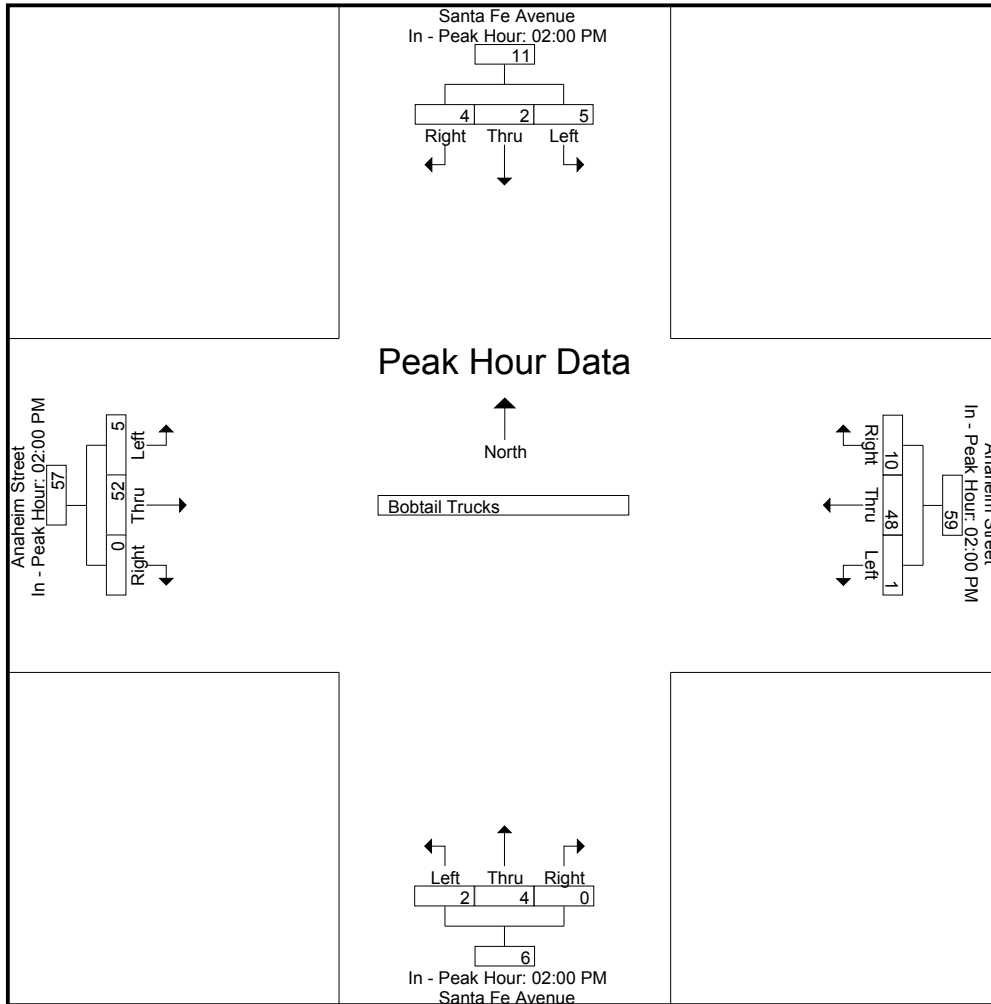 Santa Fe Avenue
In - Peak Hour: 02:00 PM
11
4 2 5
Right Thru Left
Peak Hour Data
North
Bobtail Trucks
Anaheim Street
In - Peak Hour: 02:00 PM
57
5 52 0
Left Thru Right
Anaheim Street
In - Peak Hour: 02:00 PM
59
10 48 1
Right Thru Left
Left Thru Right
2 4 0
6
In - Peak Hour: 02:00 PM
Santa Fe Avenue